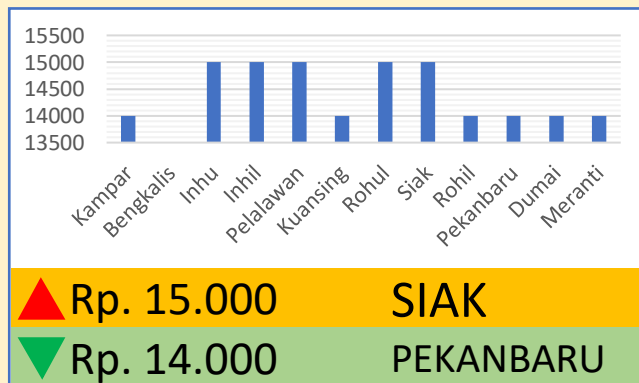 15500
15000
14500
14000
13500
Kampar
Bengkalis
Inhu
Inhil
Pelalawan
Kuansing
Rohul
Siak
Rohil
Pekanbaru
Dumai
Meranti
Rp. 15.000 SIAK
Rp. 14.000 PEKANBARU